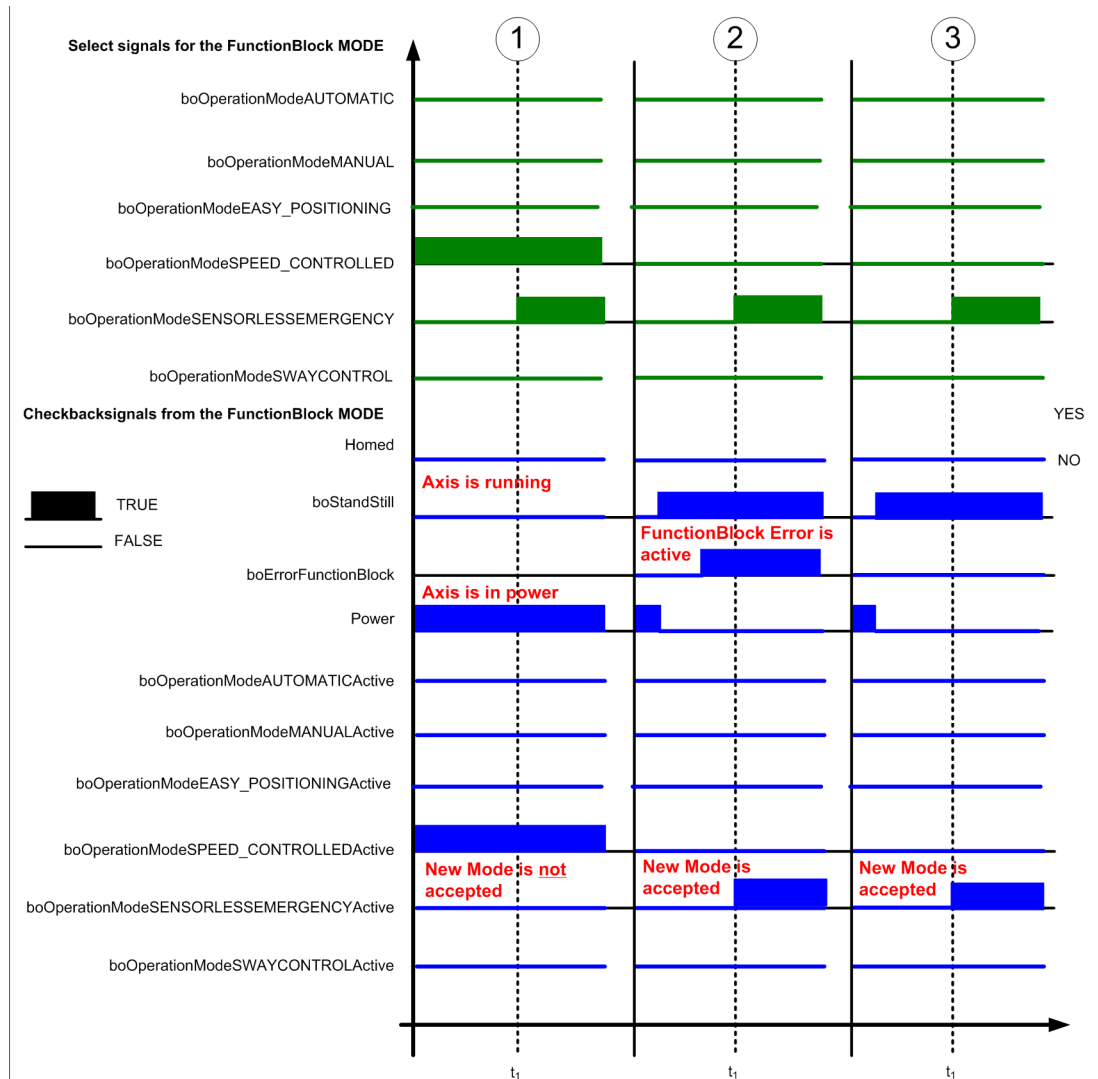 Select signals for the FunctionBlock MODE
1
2
3
boOperationModeAUTOMATIC
boOperationModeMANUAL
boOperationModeEASY_POSITIONING
boOperationModeSPEED_CONTROLLED
boOperationModeSENSORLESSEMERGENCY
boOperationModeSWAYCONTROL
Checkbacksignals from the FunctionBlock MODE
YES
Homed
NO
Axis is running
boStandStill
TRUE
FALSE
FunctionBlock Error is
active
boErrorFunctionBlock
Axis is in power
Power
boOperationModeAUTOMATICActive
boOperationModeMANUALActive
boOperationModeEASY_POSITIONINGActive
boOperationModeSPEED_CONTROLLEDActive
New Mode is not
accepted
New Mode is
accepted
New Mode is
accepted
boOperationModeSENSORLESSEMERGENCYActive
boOperationModeSWAYCONTROLActive
t1
t1
t1